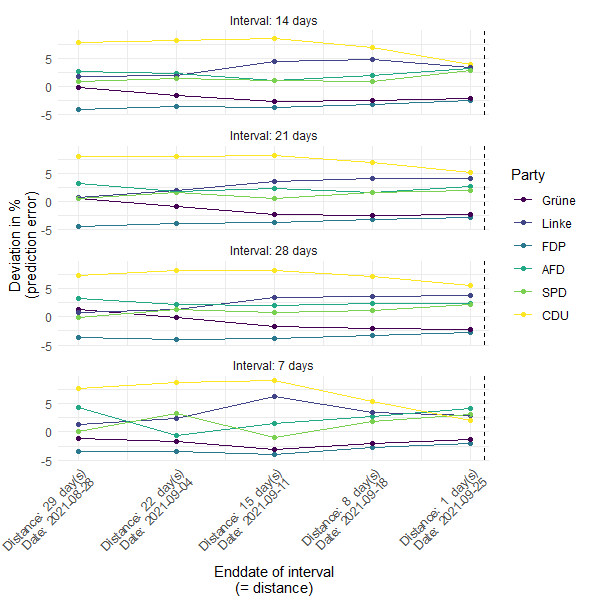 Interval: 14 days
5
0
-5
Interval: 21 days
5
0
-5
Interval: 28 days
5
0
-5
Interval: 7 days
5
0
-5
Deviation in %
(prediction error)
Distance: 29 day(s)
Date: 2021-08-28
Distance: 22 day(s)
Date: 2021-09-04
Distance: 15 day(s)
Date: 2021-09-11
Distance: 8 day(s)
Date: 2021-09-18
Distance: 1 day(s)
Date: 2021-09-25
Enddate of interval
(= distance)
Party
Grüne
Linke
FDP
AFD
SPD
CDU